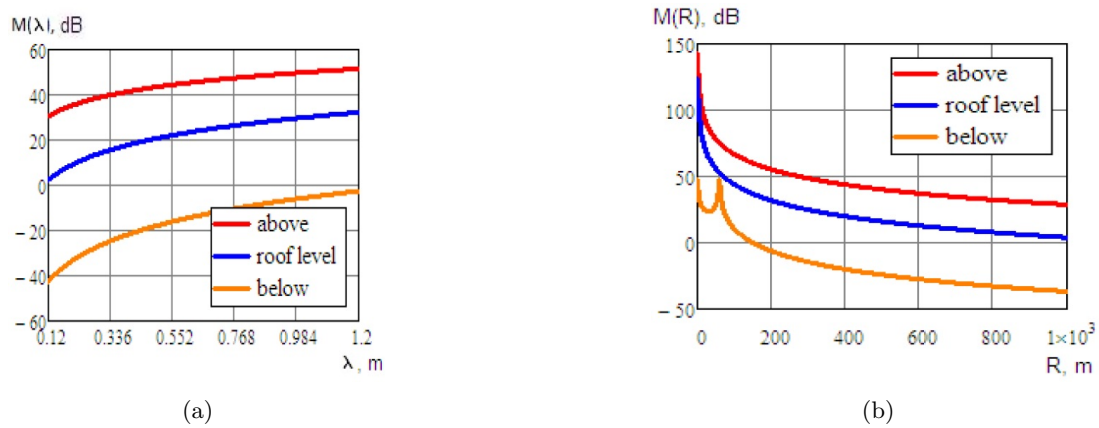 M(λ), dB
60
40
20
0
− 20
− 40
− 60
above
roof level
below
0.12 0.336 0.552 0.768 0.984 1.2
λ , m
(a)
M(R), dB
150
100
50
0
− 50
above
roof level
below
0 200 400 600 800 1×10³
R, m
(b)